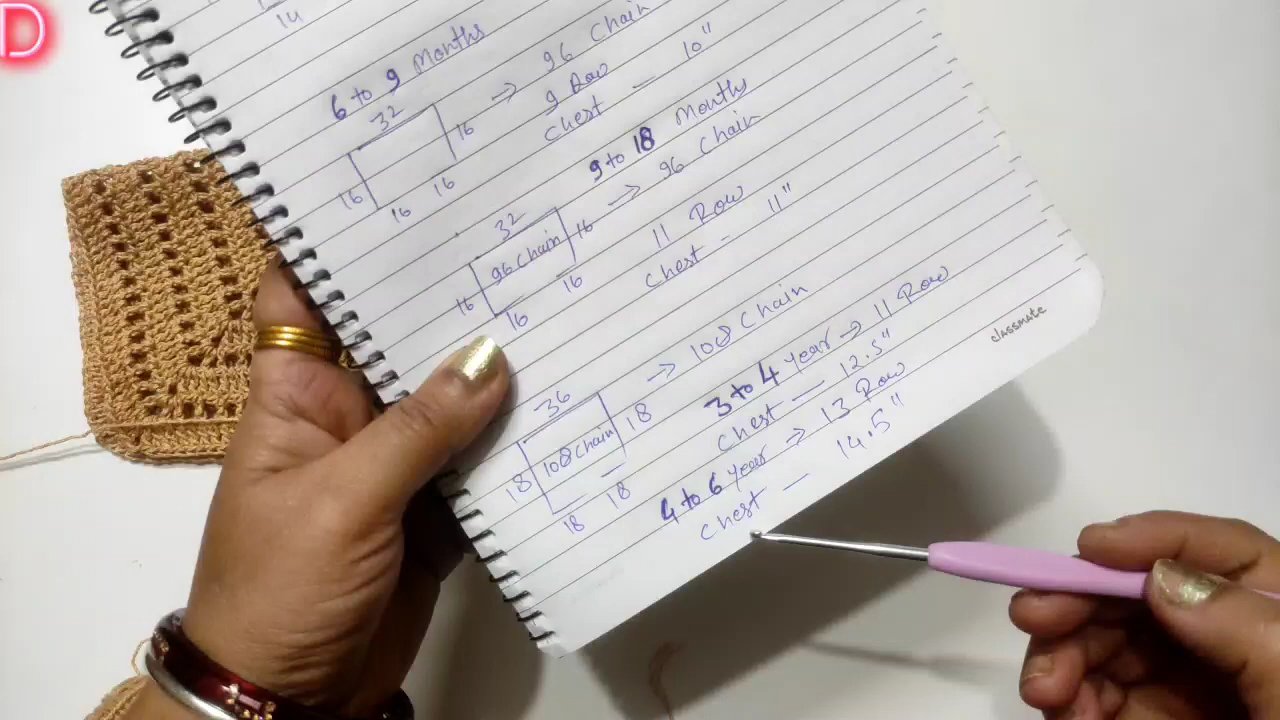 D
14
6 to 9 Months
32 → 96 Chain
16 9 Row
chest — 10"
16 16 16
9 to 18 Months
32 → 96 Chain
96 Chain 16 11 Row
chest — 11"
16 16 16
36 → 108 Chain
108 Chain 18 3 to 4 Year → 11 Row
chest — 12.5"
18 18 18
4 to 6 Year → 13 Row
chest — 14.5"
classmate